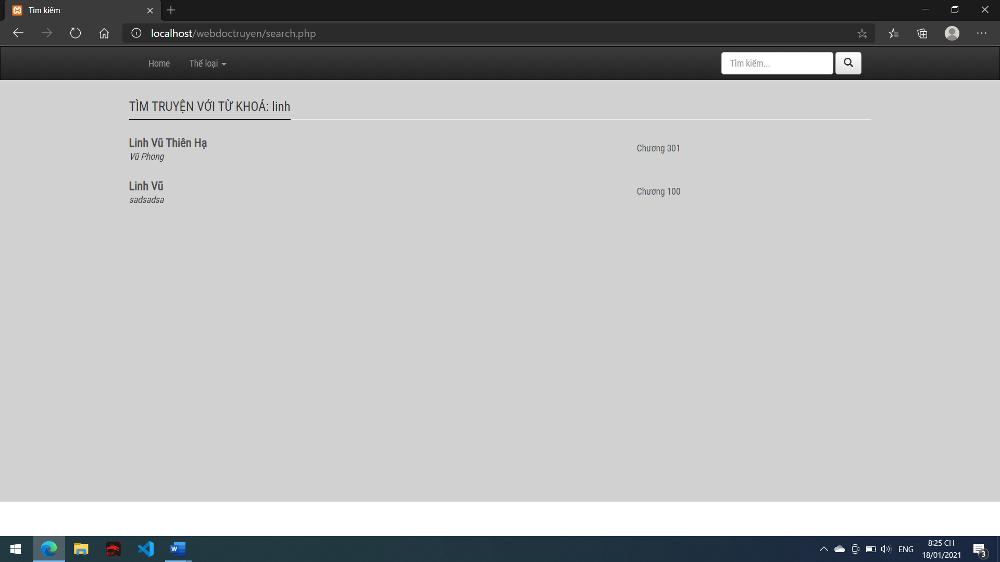 Tìm kiếm
localhost/webdoctruyen/search.php
Home Thể loại Tìm kiếm...
TÌM TRUYỆN VỚI TỪ KHOÁ: linh
Linh Vũ Thiên Hạ
Vũ Phong
Chương 301
Linh Vũ
sadsadsa
Chương 100
W
ENG
8:25 CH
18/01/2021
3